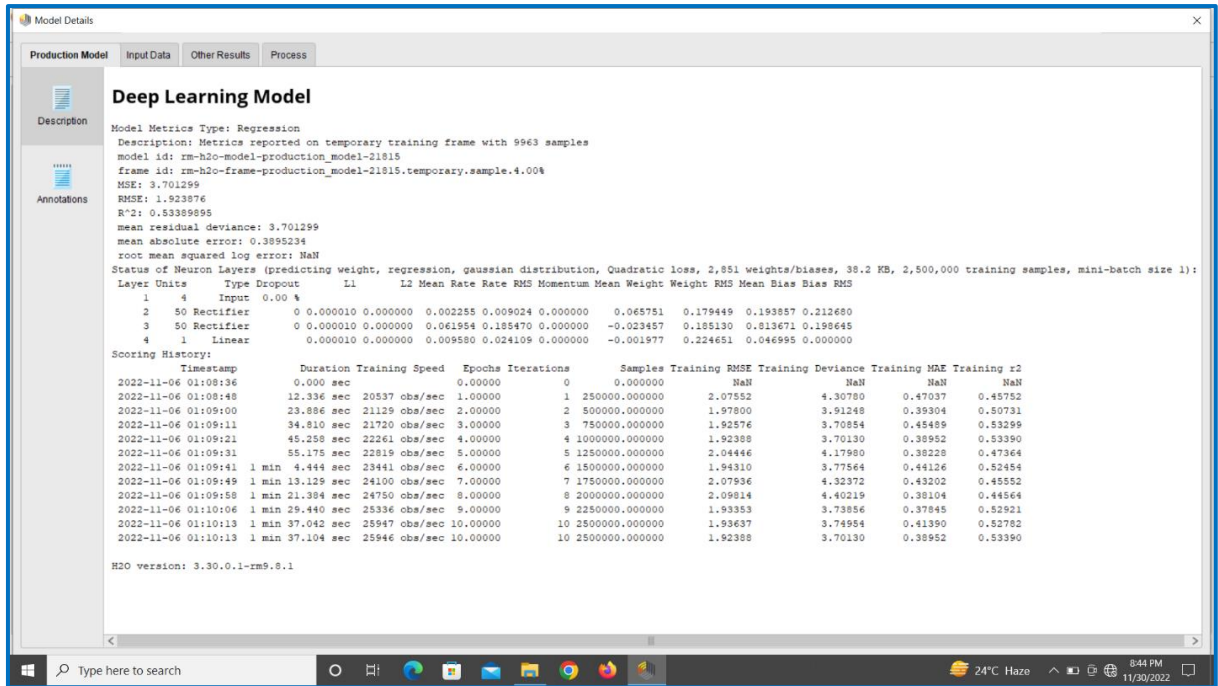 Model Details
Production Model Input Data Other Results Process
Description
Annotations
Deep Learning Model
Model Metrics Type: Regression
Description: Metrics reported on temporary training frame with 9963 samples
model id: rm-h2o-model-production_model-21815
frame id: rm-h2o-frame-production_model-21815.temporary.sample.4.00%
MSE: 3.701299
RMSE: 1.923876
R^2: 0.53389895
mean residual deviance: 3.701299
mean absolute error: 0.3895234
root mean squared log error: NaN
Status of Neuron Layers (predicting weight, regression, gaussian distribution, Quadratic loss, 2,851 weights/biases, 38.2 KB, 2,500,000 training samples, mini-batch size 1):
Layer Units Type Dropout L1 L2 Mean Rate Rate RMS Momentum Mean Weight Weight RMS Mean Bias Bias RMS
1 4 Input 0.00 %
2 50 Rectifier 0 0.000010 0.000000 0.002255 0.009024 0.000000 0.065751 0.179449 0.193857 0.212680
3 50 Rectifier 0 0.000010 0.000000 0.061954 0.185470 0.000000 -0.023457 0.185130 0.813671 0.198645
4 1 Linear 0.000010 0.000000 0.009580 0.024109 0.000000 -0.001977 0.224651 0.046995 0.000000
Scoring History:
Timestamp Duration Training Speed Epochs Iterations Samples Training RMSE Training Deviance Training MAE Training r2
2022-11-06 01:08:36 0.000 sec 0.00000 0 0.000000 NaN NaN NaN NaN
2022-11-06 01:08:48 12.336 sec 20537 obs/sec 1.00000 1 250000.000000 2.07552 4.30780 0.47037 0.45752
2022-11-06 01:09:00 23.886 sec 21129 obs/sec 2.00000 2 500000.000000 1.97800 3.91248 0.39304 0.50731
2022-11-06 01:09:11 34.810 sec 21720 obs/sec 3.00000 3 750000.000000 1.92576 3.70854 0.45489 0.53299
2022-11-06 01:09:21 45.258 sec 22261 obs/sec 4.00000 4 1000000.000000 1.92388 3.70130 0.38952 0.53390
2022-11-06 01:09:31 55.175 sec 22819 obs/sec 5.00000 5 1250000.000000 2.04446 4.17980 0.38228 0.47364
2022-11-06 01:09:41 1 min 4.444 sec 23441 obs/sec 6.00000 6 1500000.000000 1.94310 3.77564 0.44126 0.52454
2022-11-06 01:09:49 1 min 13.129 sec 24100 obs/sec 7.00000 7 1750000.000000 2.07936 4.32372 0.43202 0.45552
2022-11-06 01:09:58 1 min 21.384 sec 24750 obs/sec 8.00000 8 2000000.000000 2.09814 4.40219 0.38104 0.44564
2022-11-06 01:10:06 1 min 29.440 sec 25336 obs/sec 9.00000 9 2250000.000000 1.93353 3.73856 0.37845 0.52921
2022-11-06 01:10:13 1 min 37.042 sec 25947 obs/sec 10.00000 10 2500000.000000 1.93637 3.74954 0.41390 0.52782
2022-11-06 01:10:13 1 min 37.104 sec 25946 obs/sec 10.00000 10 2500000.000000 1.92388 3.70130 0.38952 0.53390
H2O version: 3.30.0.1-rm9.8.1
Type here to search
24°C Haze
8:44 PM
11/30/2022